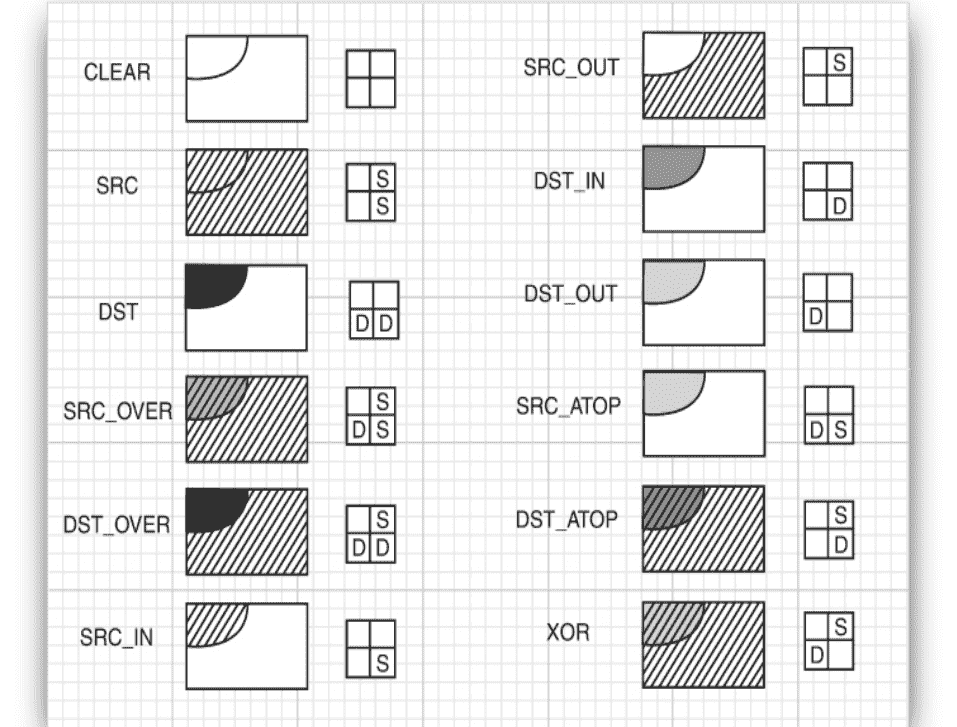 CLEAR
SRC
S
S
DST
D D
SRC_OVER
S
D S
DST_OVER
S
D D
SRC_IN
S
SRC_OUT
S
DST_IN
D
DST_OUT
D
SRC_ATOP
D S
DST_ATOP
S
D
XOR
S
D